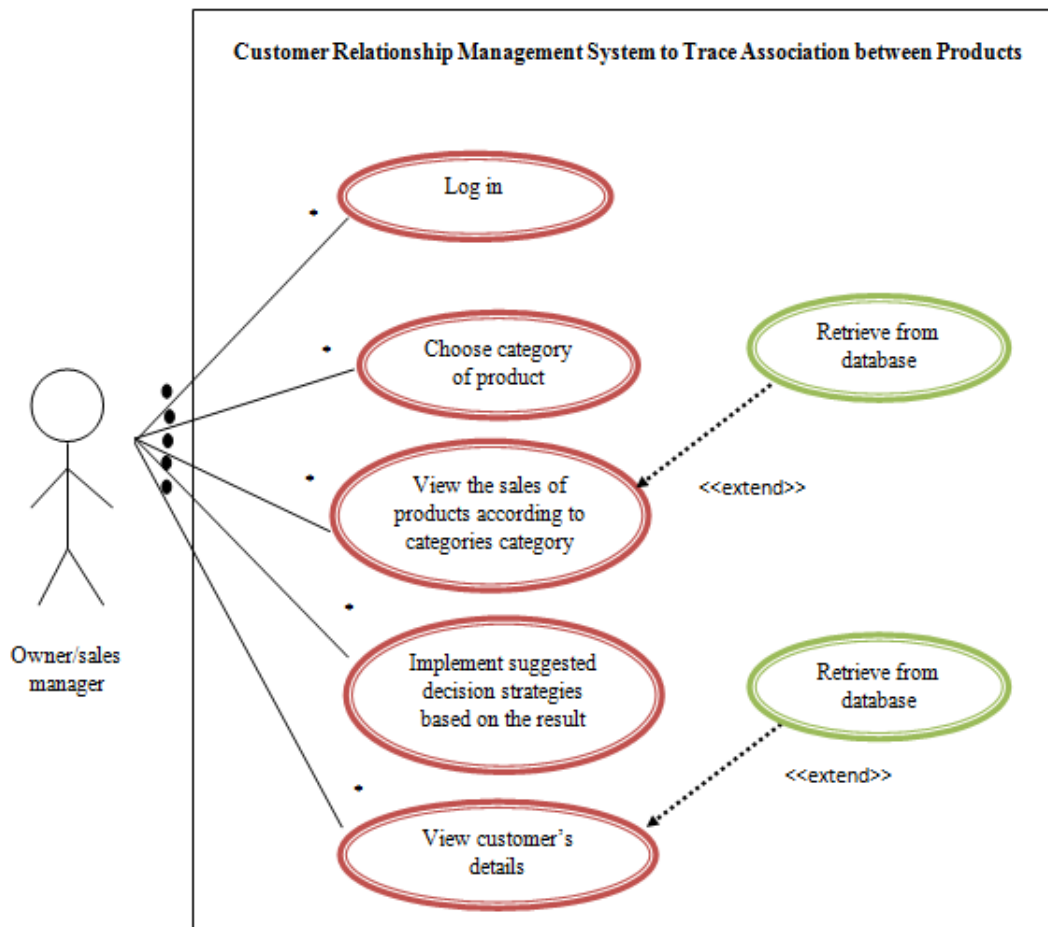 Customer Relationship Management System to Trace Association between Products
Log in
*
Choose category
of product
*
Retrieve from
database
View the sales of
products according to
categories category
*
<<extend>>
Owner/sales
manager
Implement suggested
decision strategies
based on the result
*
Retrieve from
database
<<extend>>
View customer’s
details
*